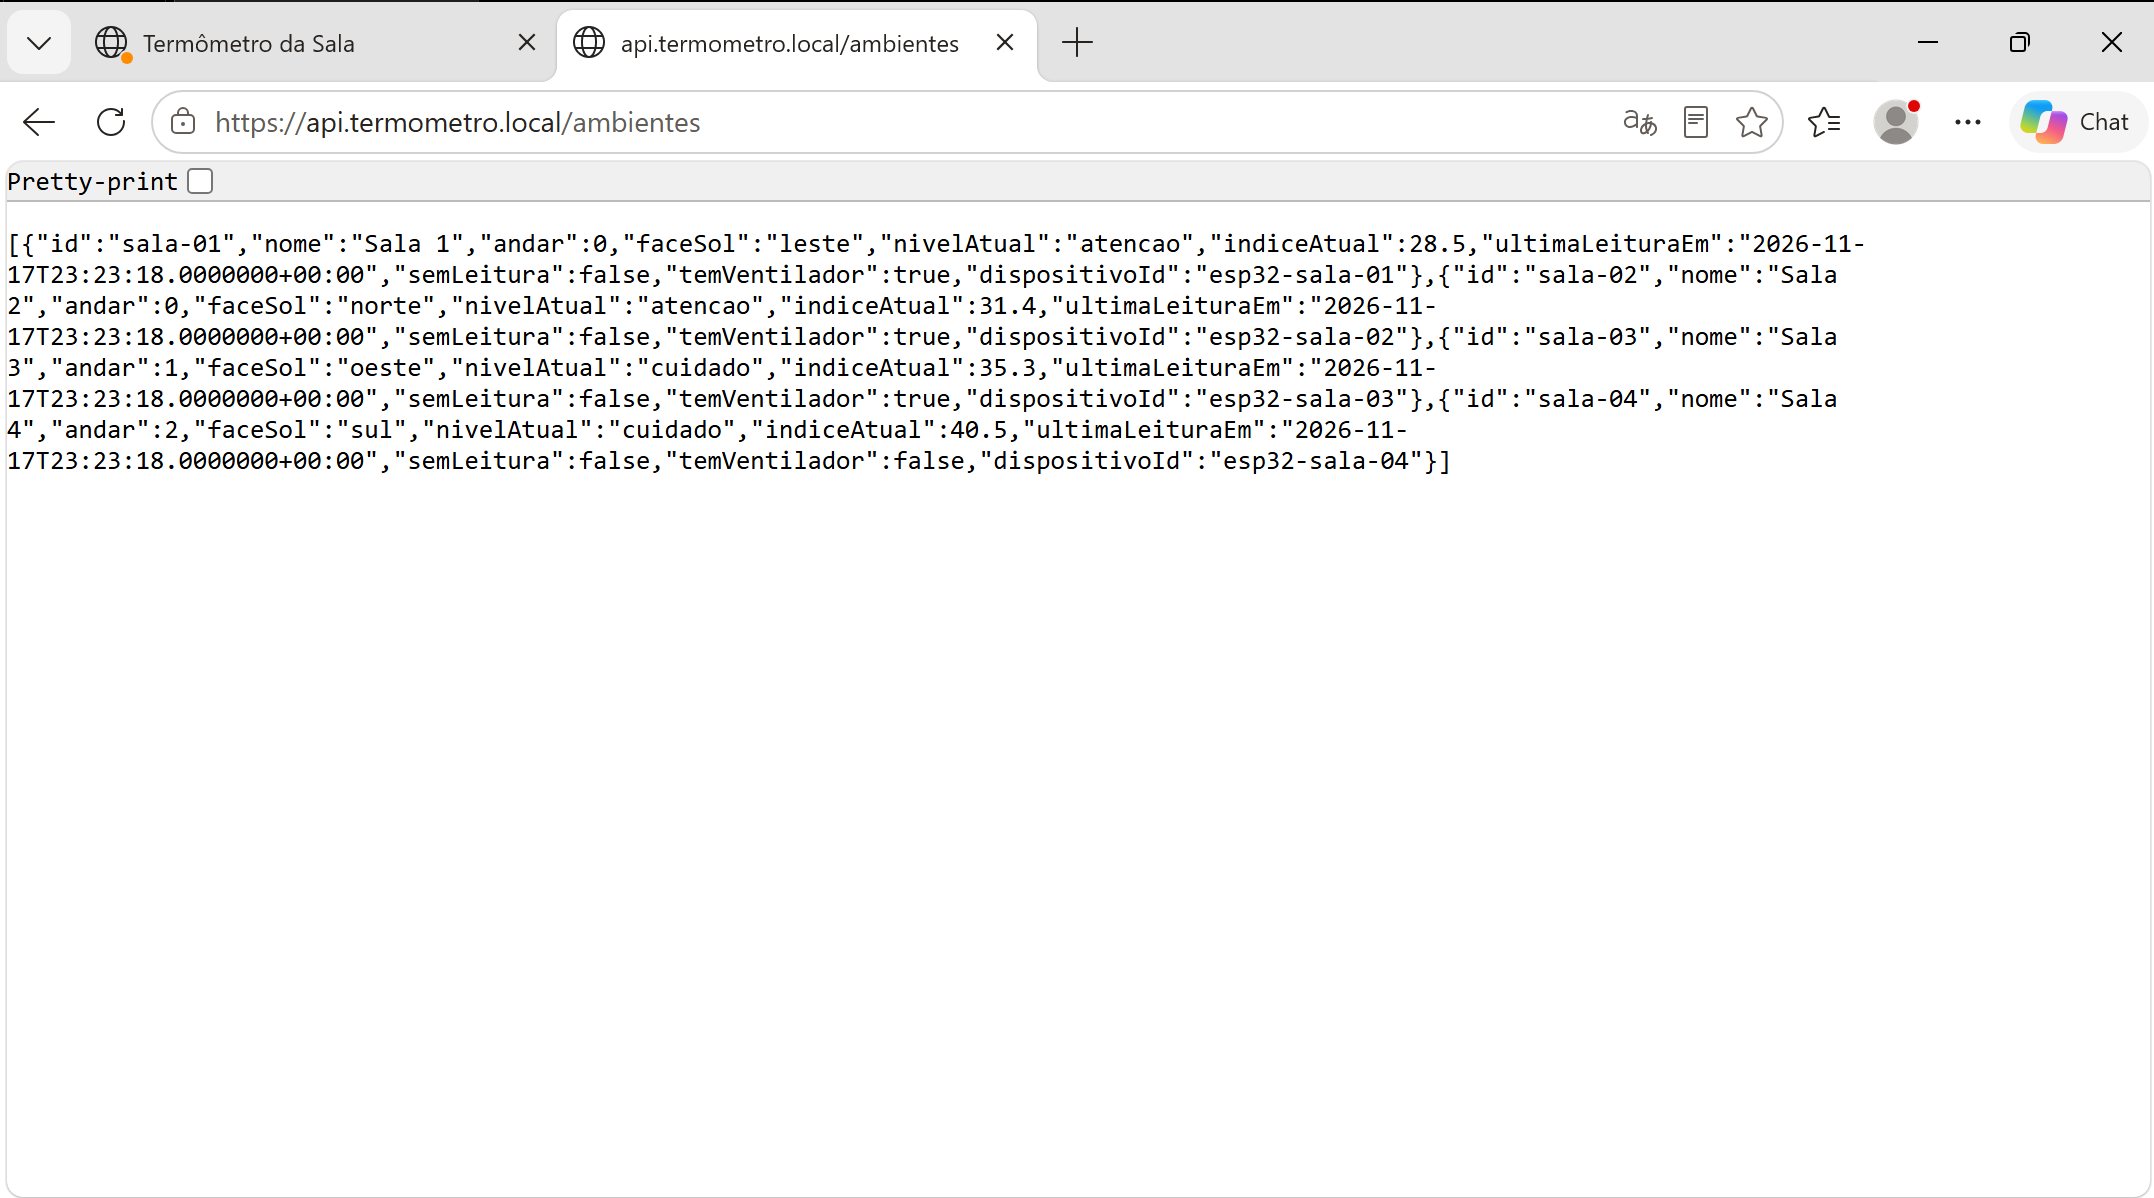 Termômetro da Sala
api.termometro.local/ambientes
https://api.termometro.local/ambientes
Chat
Pretty-print
[{"id":"sala-01","nome":"Sala 1","andar":0,"faceSol":"leste","nivelAtual":"atencao","indiceAtual":28.5,"ultimaLeituraEm":"2026-11-
17T23:23:18.0000000+00:00","semLeitura":false,"temVentilador":true,"dispositivoId":"esp32-sala-01"},{"id":"sala-02","nome":"Sala
2","andar":0,"faceSol":"norte","nivelAtual":"atencao","indiceAtual":31.4,"ultimaLeituraEm":"2026-11-
17T23:23:18.0000000+00:00","semLeitura":false,"temVentilador":true,"dispositivoId":"esp32-sala-02"},{"id":"sala-03","nome":"Sala
3","andar":1,"faceSol":"oeste","nivelAtual":"cuidado","indiceAtual":35.3,"ultimaLeituraEm":"2026-11-
17T23:23:18.0000000+00:00","semLeitura":false,"temVentilador":true,"dispositivoId":"esp32-sala-03"},{"id":"sala-04","nome":"Sala
4","andar":2,"faceSol":"sul","nivelAtual":"cuidado","indiceAtual":40.5,"ultimaLeituraEm":"2026-11-
17T23:23:18.0000000+00:00","semLeitura":false,"temVentilador":false,"dispositivoId":"esp32-sala-04"}]